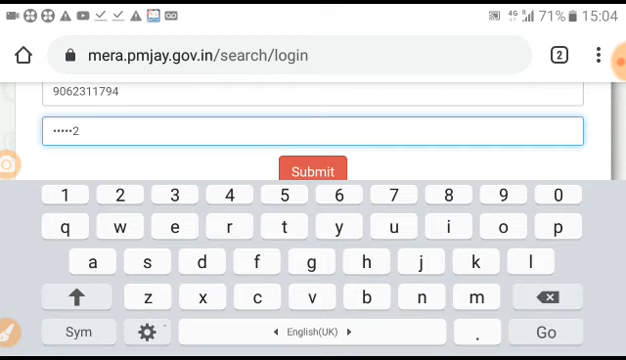 4G 71% 15:04
mera.pmjay.gov.in/search/login 2
9062311794
•••••2
Submit
1 2 3 4 5 6 7 8 9 0
q w e r t y u i o p
a s d f g h j k l
z x c v b n m
Sym English(UK) . Go